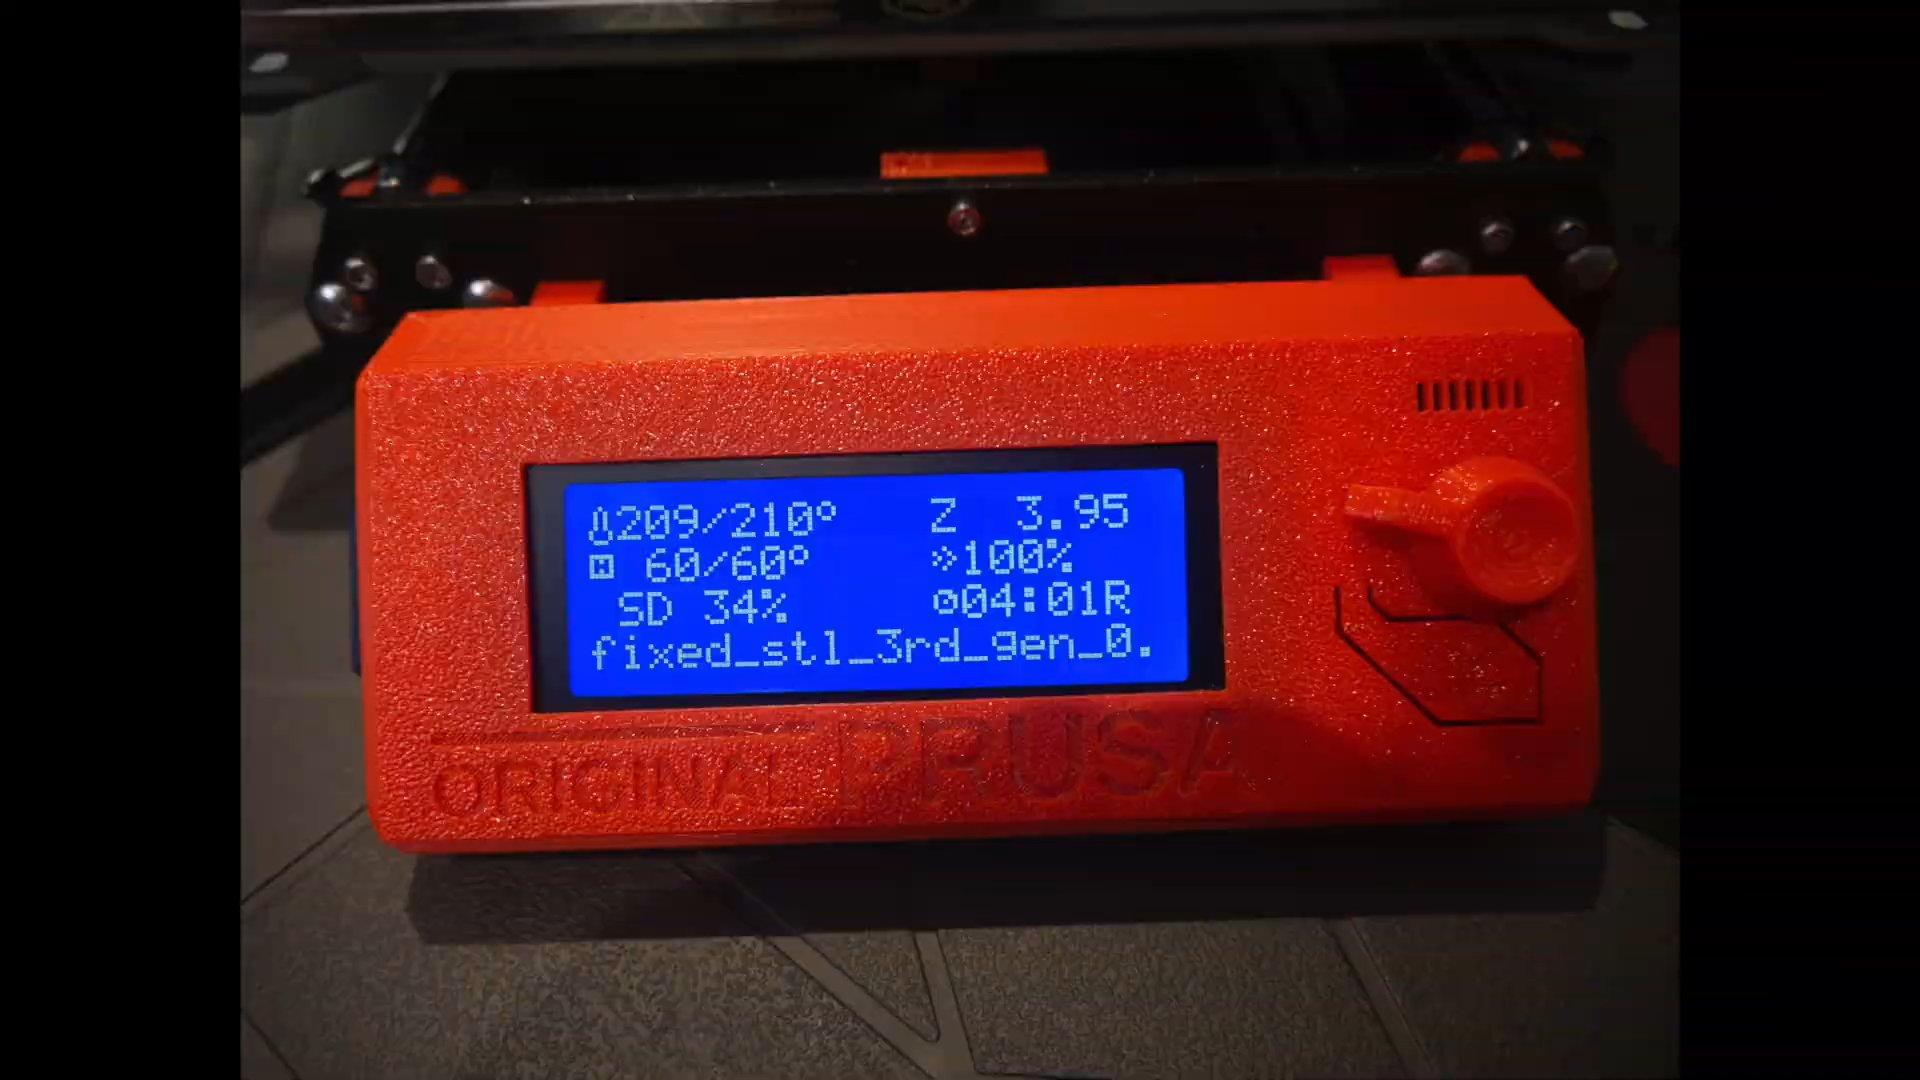 209/210° Z 3.95
60/60° 100%
SD 34% 04:01R
fixed_stl_3rd_gen_0.
ORIGINAL PRUSA